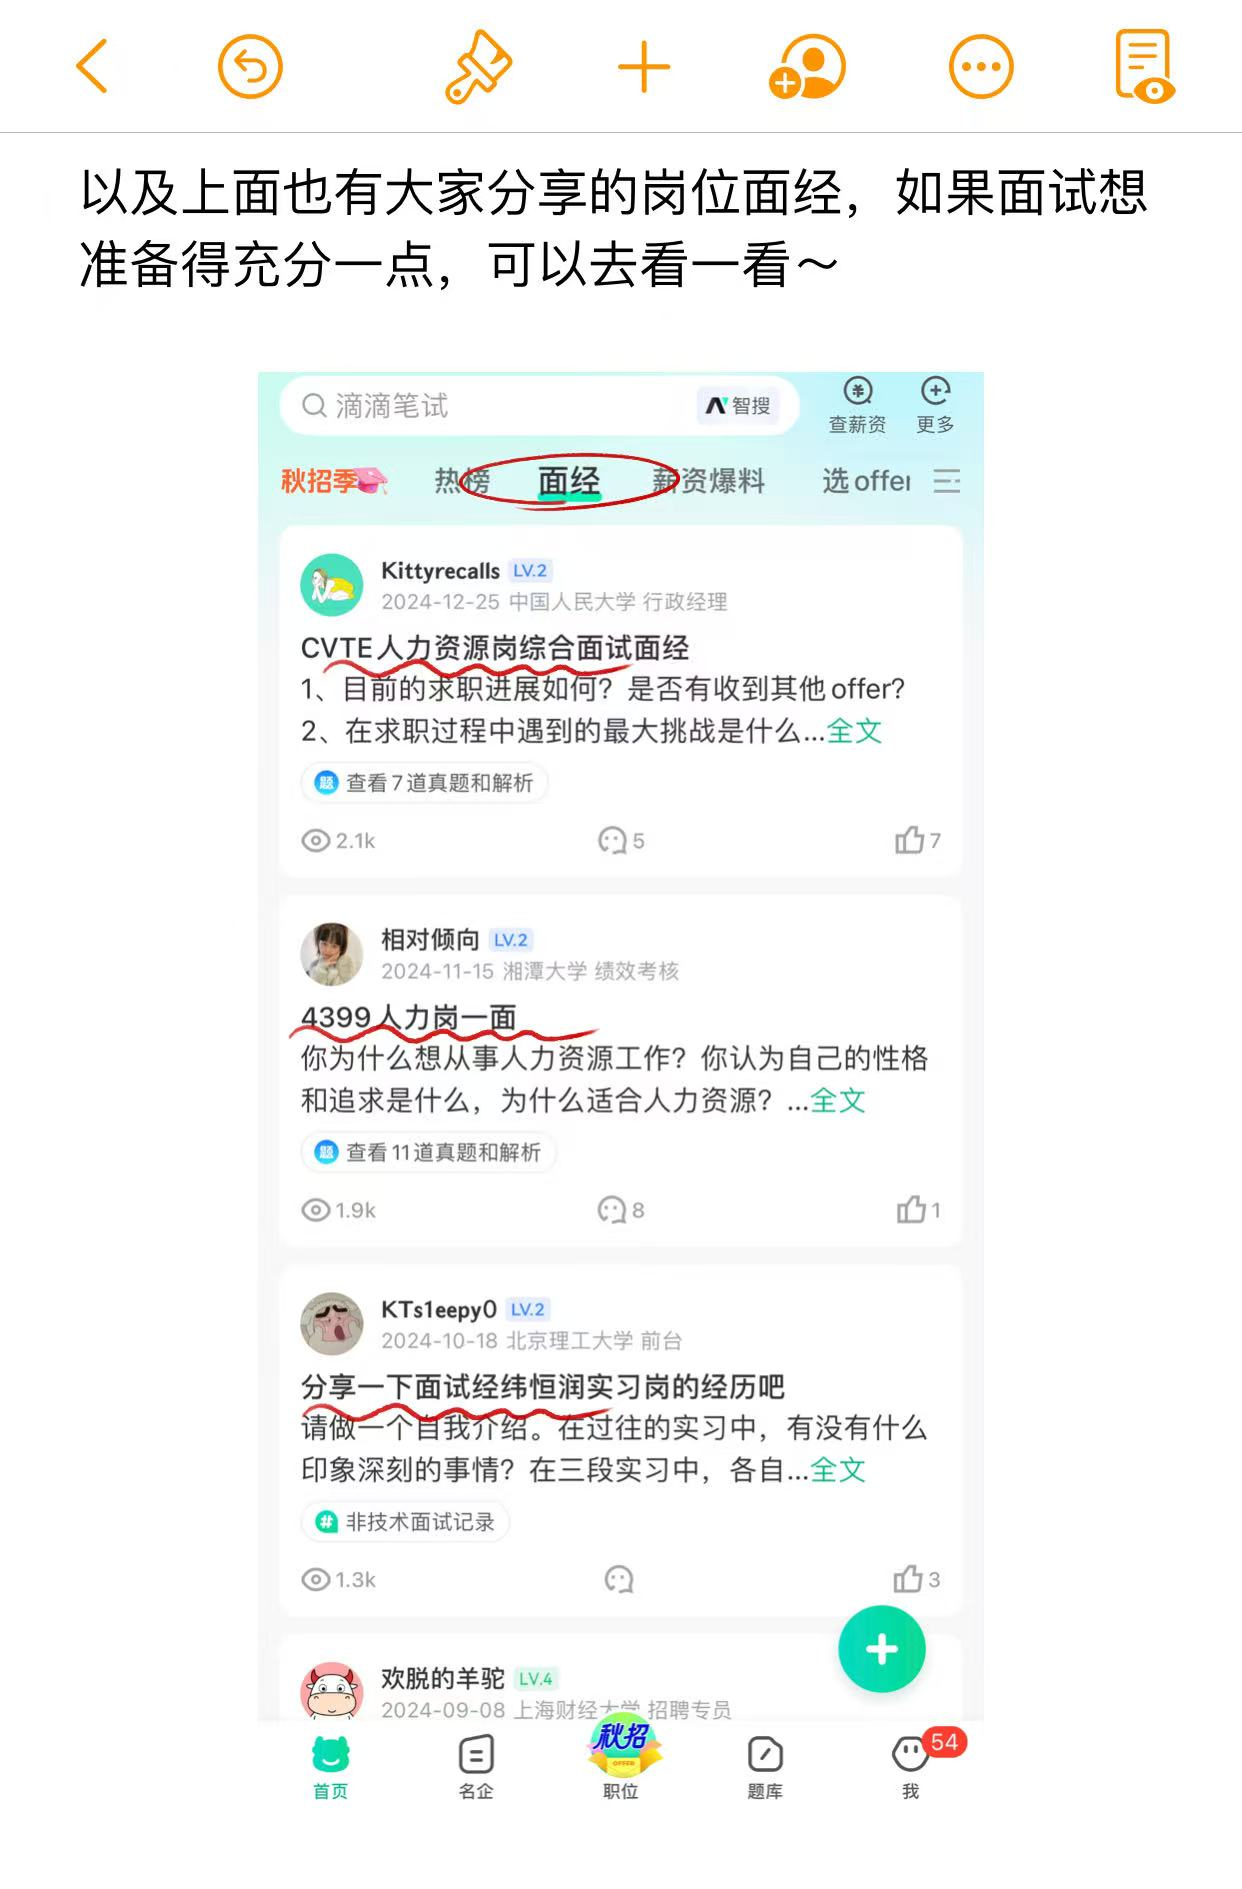 以及上面也有大家分享的岗位面经，如果面试想
准备得充分一点，可以去看一看～
滴滴笔试
智搜
查薪资
更多
秋招季
热榜
面经
薪资爆料
选offer
Kittyrecalls LV.2
2024-12-25 中国人民大学 行政经理
CVTE人力资源岗综合面试面经
1、目前的求职进展如何？是否有收到其他offer？
2、在求职过程中遇到的最大挑战是什么...全文
题 查看7道真题和解析
2.1k
5
7
相对倾向 LV.2
2024-11-15 湘潭大学 绩效考核
4399人力岗一面
你为什么想从事人力资源工作？你认为自己的性格
和追求是什么，为什么适合人力资源？...全文
题 查看11道真题和解析
1.9k
8
1
KTs1eepy0 LV.2
2024-10-18 北京理工大学 前台
分享一下面试经纬恒润实习岗的经历吧
请做一个自我介绍。在过往的实习中，有没有什么
印象深刻的事情？在三段实习中，各自...全文
# 非技术面试记录
1.3k
3
欢脱的羊驼 LV.4
2024-09-08 上海财经大学 招聘专员
秋招
OFFER
54
首页
名企
职位
题库
我